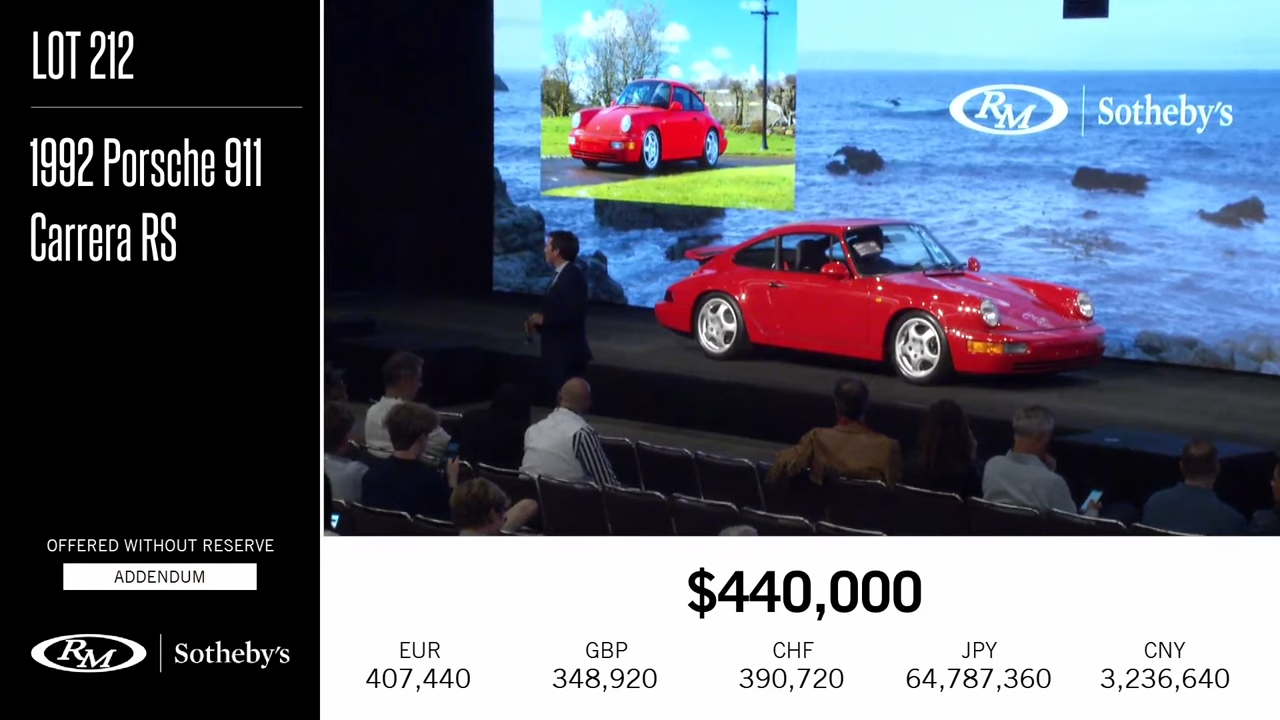 LOT 212
1992 Porsche 911
Carrera RS
OFFERED WITHOUT RESERVE
ADDENDUM
RM Sotheby's
RM Sotheby's
$440,000
EUR GBP CHF JPY CNY
407,440 348,920 390,720 64,787,360 3,236,640